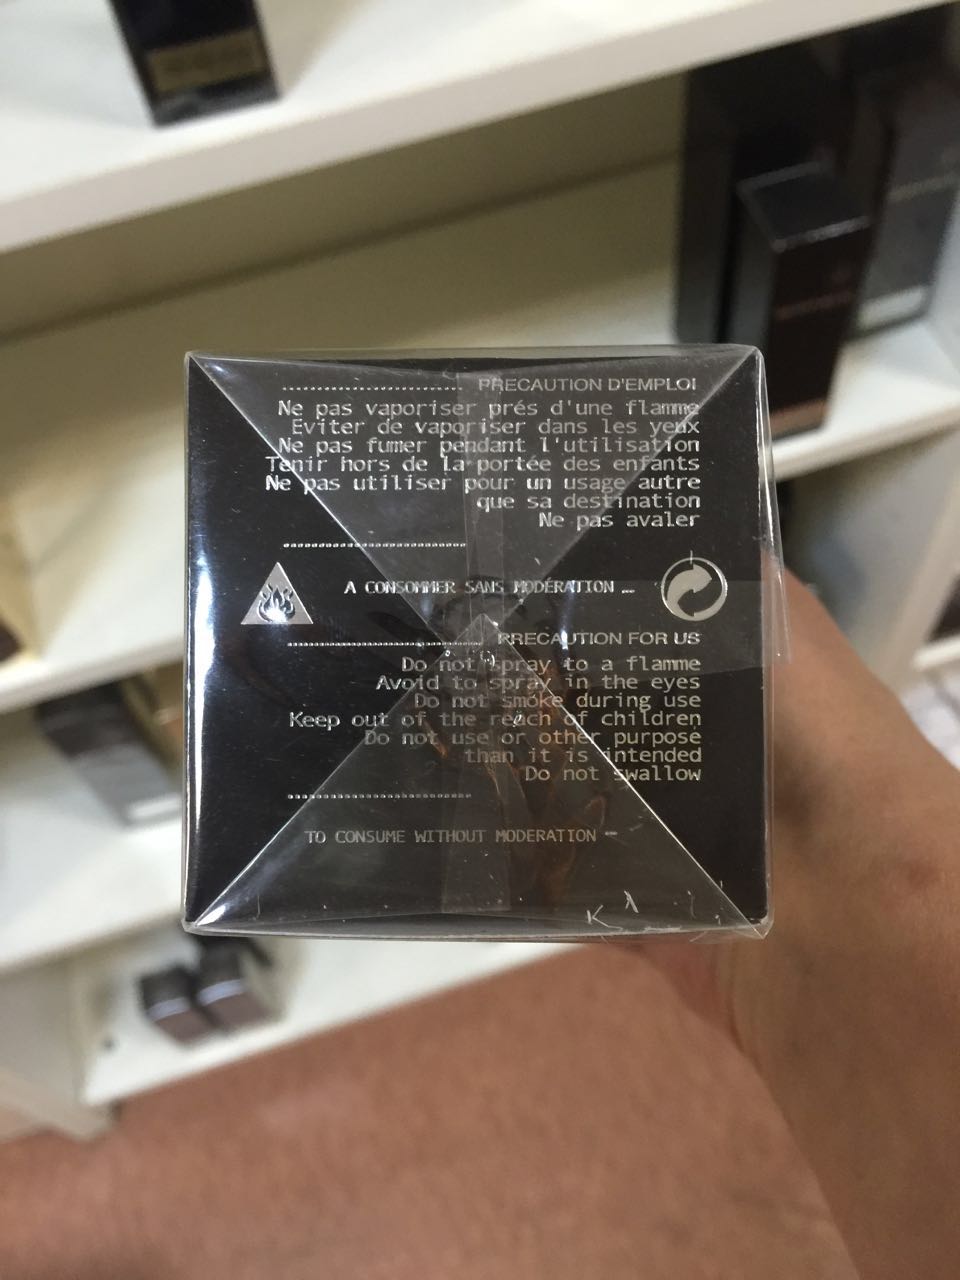 PRECAUTION D'EMPLOI
Ne pas vaporiser prés d'une flamme
Eviter de vaporiser dans les yeux
Ne pas fumer pendant l'utilisation
Tenir hors de la portée des enfants
Ne pas utiliser pour un usage autre
que sa destination
Ne pas avaler
A CONSOMMER SANS MODÉRATION ...
PRECAUTION FOR US
Do not spray to a flamme
Avoid to spray in the eyes
Do not smoke during use
Keep out of the reach of children
Do not use or other purpose
than it is intended
Do not swallow
TO CONSUME WITHOUT MODERATION ...